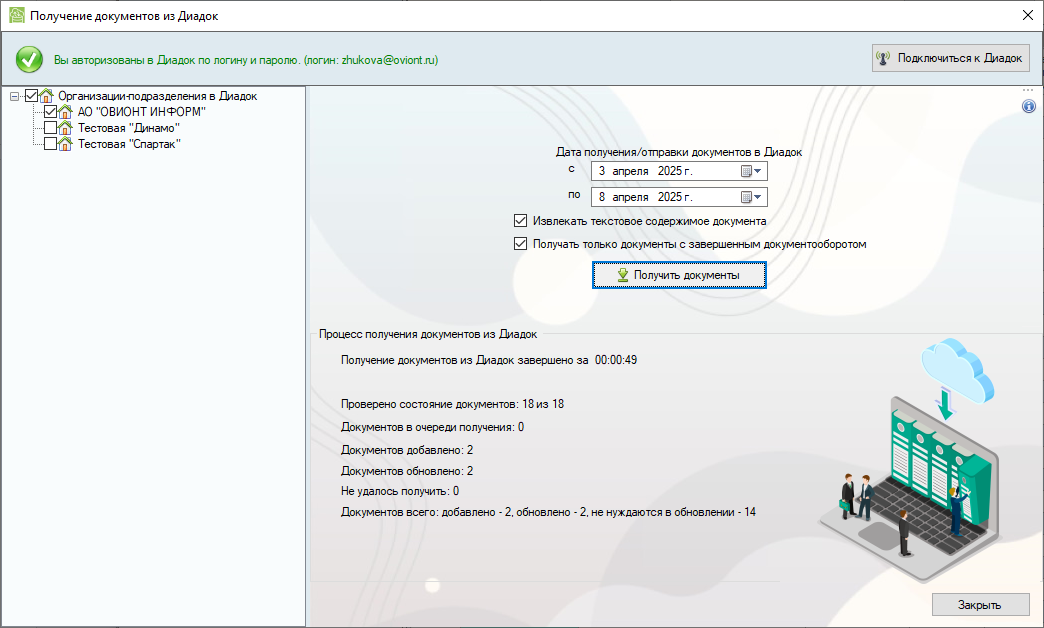 Получение документов из Диадок
Вы авторизованы в Диадок по логину и паролю. (логин: zhukova@oviont.ru)
Подключиться к Диадок
Организации-подразделения в Диадок
АО "ОВИОНТ ИНФОРМ"
Тестовая "Динамо"
Тестовая "Спартак"
Дата получения/отправки документов в Диадок
с 3 апреля 2025 г.
по 8 апреля 2025 г.
Извлекать текстовое содержимое документа
Получать только документы с завершенным документооборотом
Получить документы
Процесс получения документов из Диадок
Получение документов из Диадок завершено за 00:00:49
Проверено состояние документов: 18 из 18
Документов в очереди получения: 0
Документов добавлено: 2
Документов обновлено: 2
Не удалось получить: 0
Документов всего: добавлено - 2, обновлено - 2, не нуждаются в обновлении - 14
Закрыть